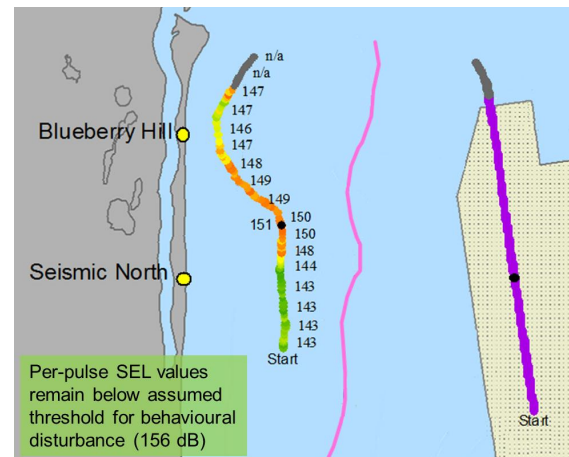 n/a
n/a
147
147
Blueberry Hill
146
147
148
149
149
150
151
150
148
Seismic North
144
143
143
143
143
Start
Per-pulse SEL values
remain below assumed
threshold for behavioural
disturbance (156 dB)
Start